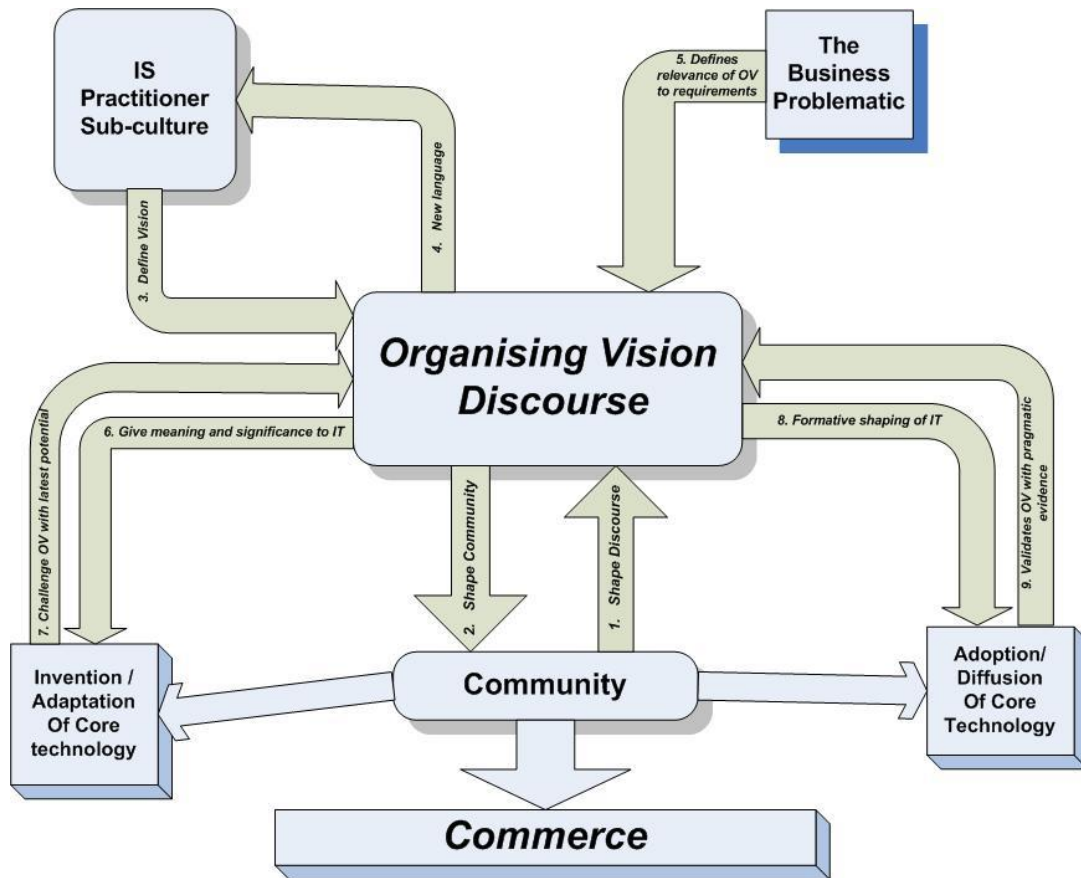 IS
Practitioner
Sub-culture
The
Business
Problematic
5. Defines
relevance of OV
to requirements
4. New language
3. Define Vision
Organising Vision
Discourse
7. Challenge OV with latest potential
6. Give meaning and significance to IT
8. Formative shaping of IT
9. Validates OV with pragmatic
evidence
2. Shape Community
1. Shape Discourse
Invention /
Adaptation
Of Core
technology
Community
Adoption/
Diffusion
Of Core
Technology
Commerce